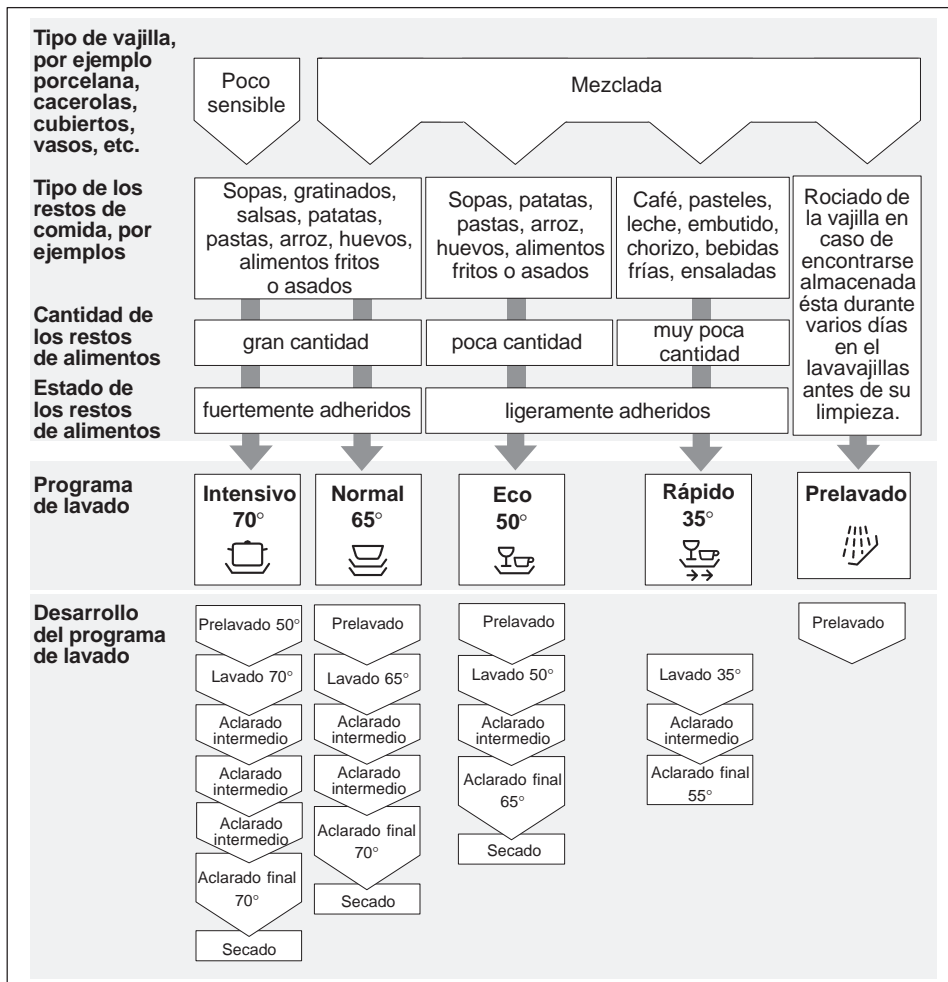 Tipo de vajilla,
por ejemplo
porcelana,
cacerolas,
cubiertos,
vasos, etc.
Poco
sensible
Mezclada
Tipo de los
restos de
comida, por
ejemplos
Sopas, gratinados,
salsas, patatas,
pastas, arroz, huevos,
alimentos fritos
o asados
Sopas, patatas,
pastas, arroz,
huevos, alimentos
fritos o asados
Café, pasteles,
leche, embutido,
chorizo, bebidas
frías, ensaladas
Rociado de
la vajilla en
caso de
encontrarse
almacenada
ésta durante
varios días
en el
lavavajillas
antes de su
limpieza.
Cantidad de
los restos
de alimentos
gran cantidad
poca cantidad
muy poca
cantidad
Estado de
los restos
de alimentos
fuertemente adheridos
ligeramente adheridos
Programa
de lavado
Intensivo
70°
Normal
65°
Eco
50°
Rápido
35°
Prelavado
Desarrollo
del programa
de lavado
Prelavado 50°
Lavado 70°
Aclarado
intermedio
Aclarado
intermedio
Aclarado
intermedio
Aclarado final
70°
Secado
Prelavado
Lavado 65°
Aclarado
intermedio
Aclarado
intermedio
Aclarado final
70°
Secado
Prelavado
Lavado 50°
Aclarado
intermedio
Aclarado final
65°
Secado
Lavado 35°
Aclarado
intermedio
Aclarado final
55°
Prelavado